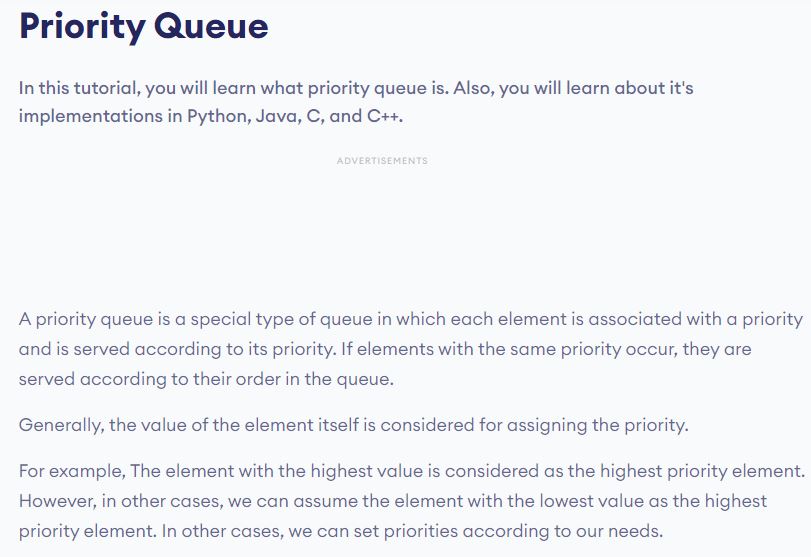 Priority Queue
In this tutorial, you will learn what priority queue is. Also, you will learn about it's
implementations in Python, Java, C, and C++.
ADVERTISEMENTS
A priority queue is a special type of queue in which each element is associated with a priority
and is served according to its priority. If elements with the same priority occur, they are
served according to their order in the queue.
Generally, the value of the element itself is considered for assigning the priority.
For example, The element with the highest value is considered as the highest priority element.
However, in other cases, we can assume the element with the lowest value as the highest
priority element. In other cases, we can set priorities according to our needs.